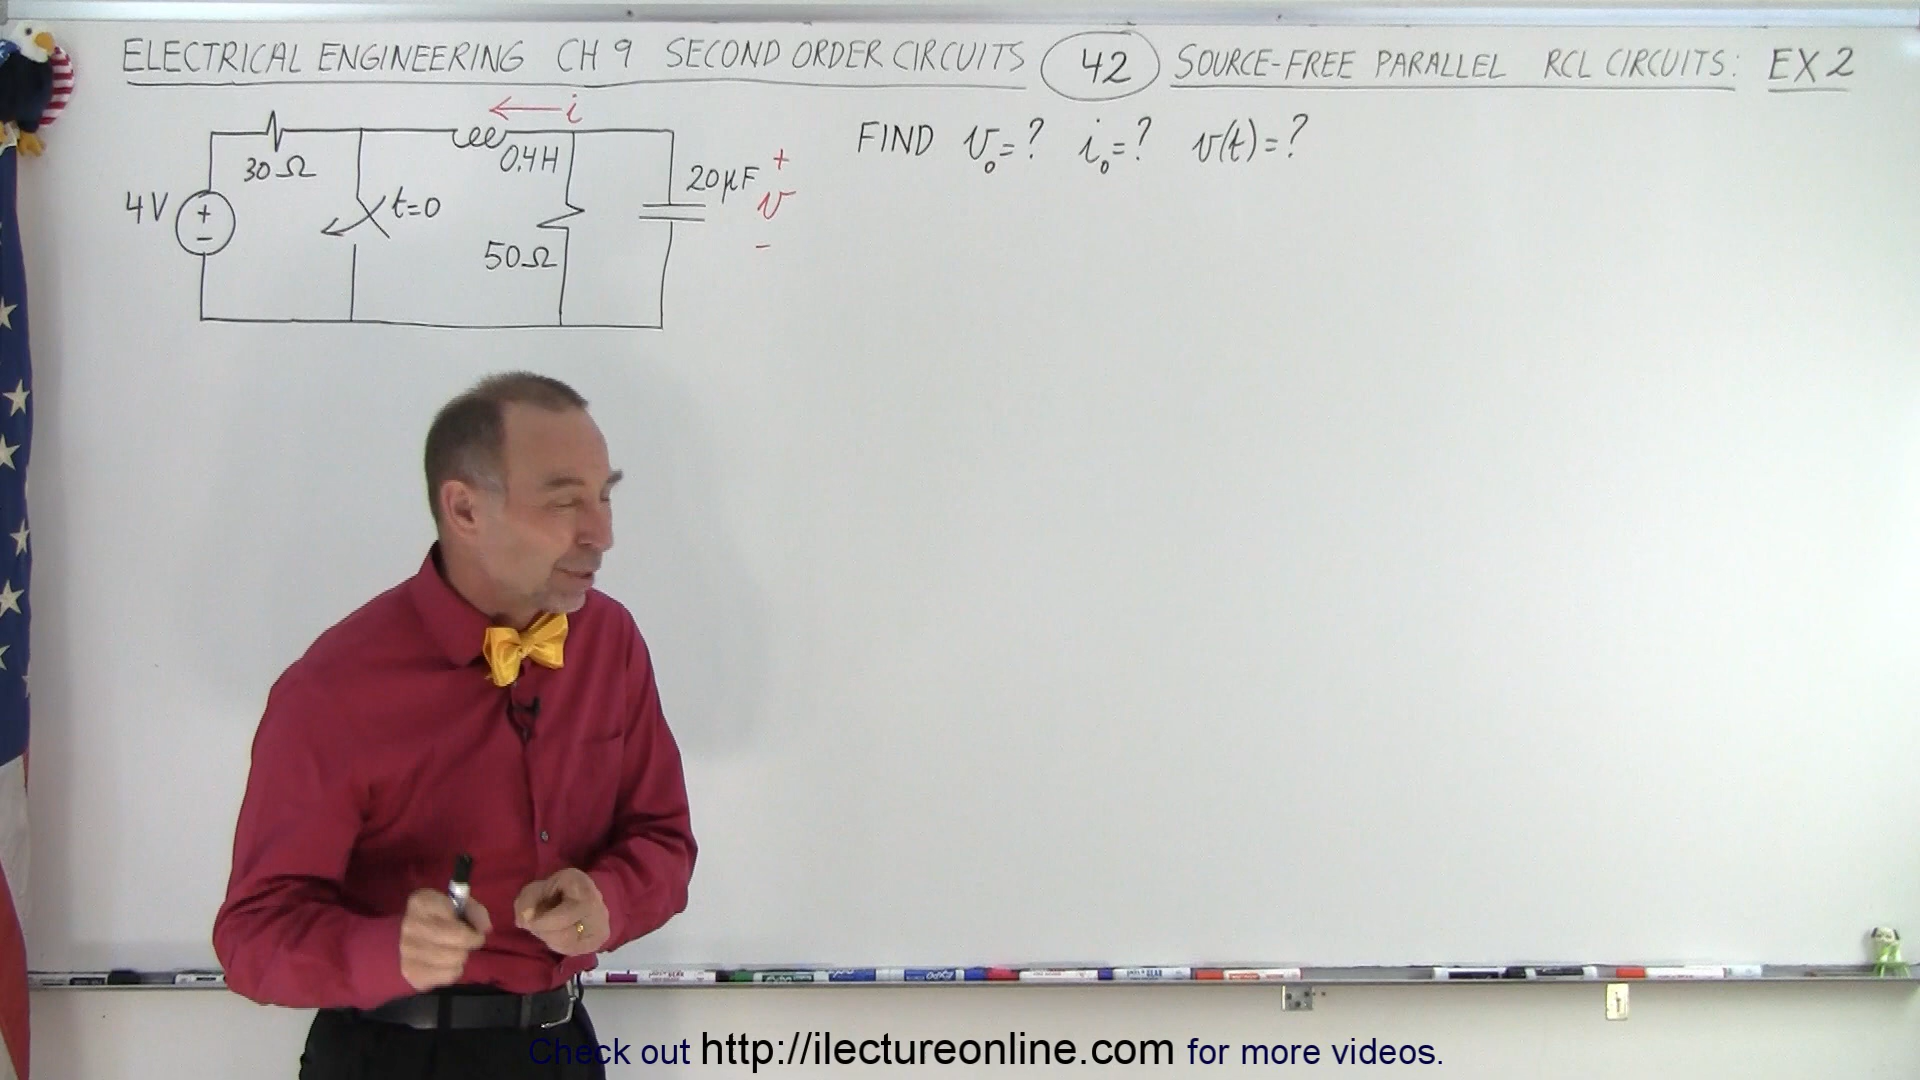 ELECTRICAL ENGINEERING CH 9 SECOND ORDER CIRCUITS 42 SOURCE-FREE PARALLEL RCL CIRCUITS: EX 2
i
FIND v₀=? i₀=? v(t)=?
30Ω
0.4H
20μF
+
4V
+
-
t=0
v
50Ω
-
Check out http://ilectureonline.com for more videos.